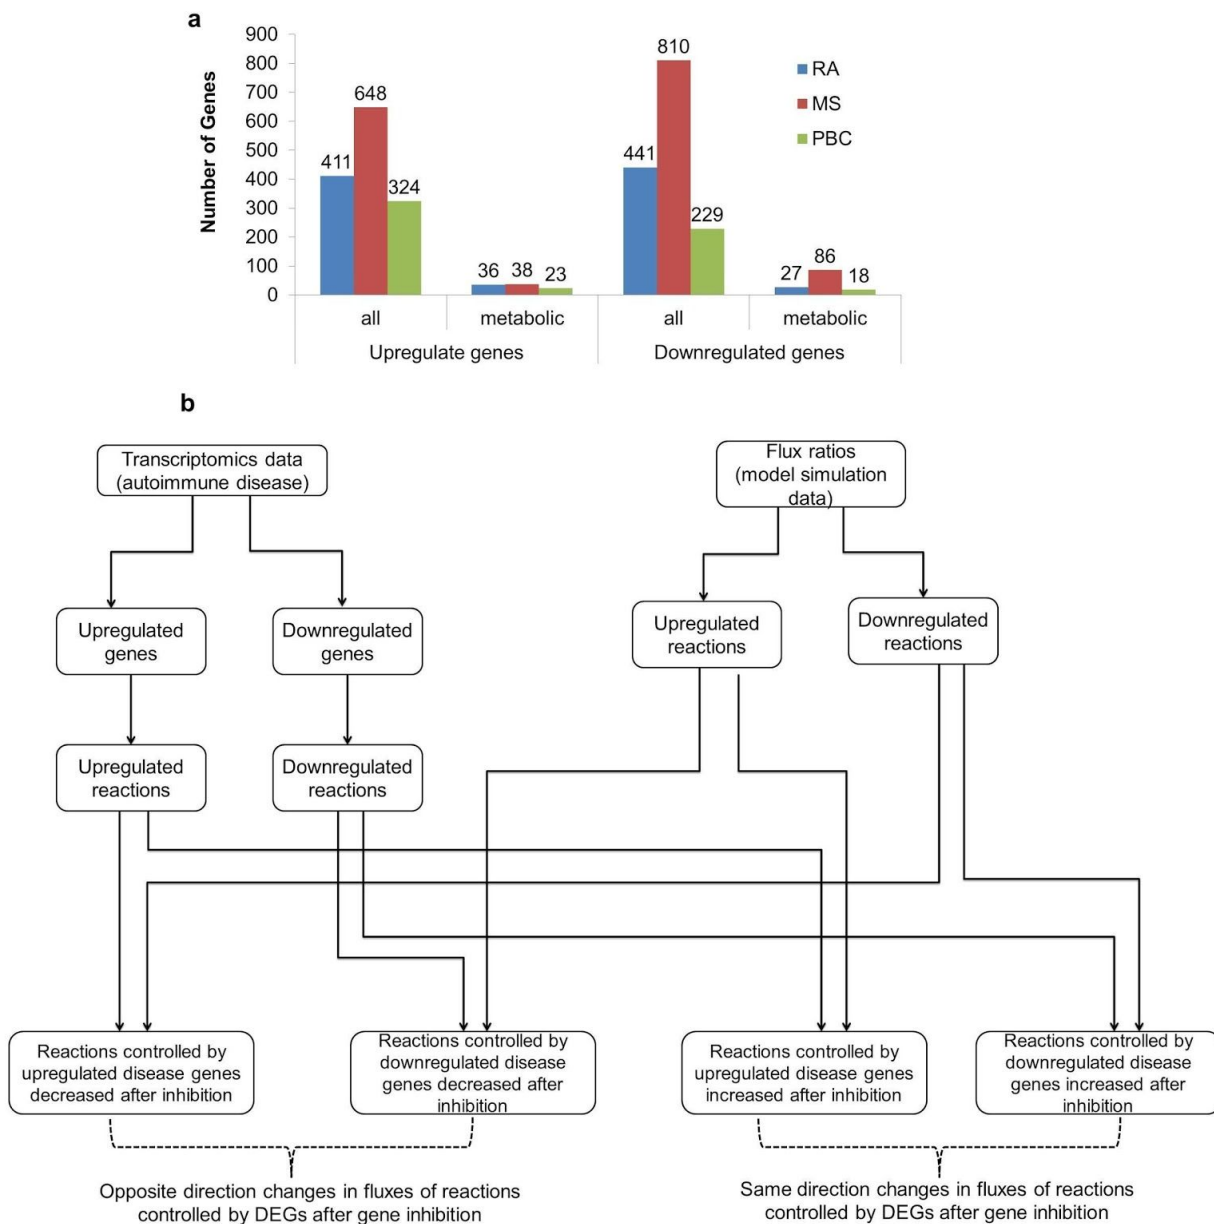 a
Number of Genes
900
800
700
600
500
400
300
200
100
0
411
648
324
36
38
23
441
810
229
27
86
18
RA
MS
PBC
all
metabolic
all
metabolic
Upregulate genes
Downregulated genes
b
Transcriptomics data
(autoimmune disease)
Flux ratios
(model simulation
data)
Upregulated
genes
Downregulated
genes
Upregulated
reactions
Downregulated
reactions
Upregulated
reactions
Downregulated
reactions
Reactions controlled by
upregulated disease genes
decreased after inhibition
Reactions controlled by
downregulated disease
genes decreased after
inhibition
Reactions controlled by
upregulated disease genes
increased after inhibition
Reactions controlled by
downregulated disease
genes increased after
inhibition
Opposite direction changes in fluxes of reactions
controlled by DEGs after gene inhibition
Same direction changes in fluxes of reactions
controlled by DEGs after gene inhibition